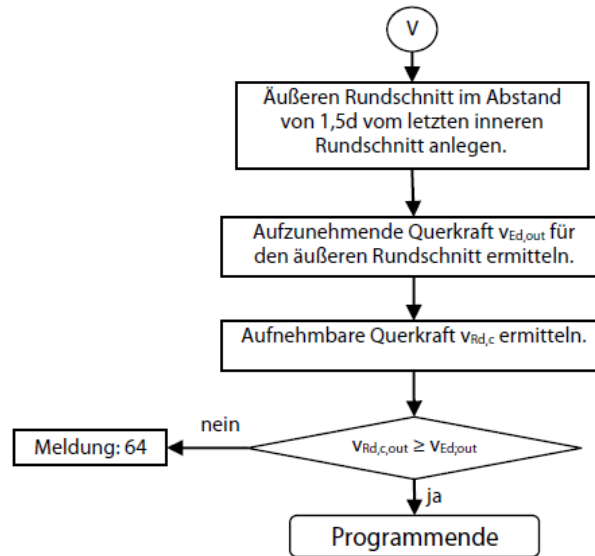 V
Äußeren Rundschnitt im Abstand
von 1,5d vom letzten inneren
Rundschnitt anlegen.
Aufzunehmende Querkraft vEd,out für
den äußeren Rundschnitt ermitteln.
Aufnehmbare Querkraft vRd,c ermitteln.
nein
Meldung: 64
vRd,c,out ≥ vEd;out
ja
Programmende